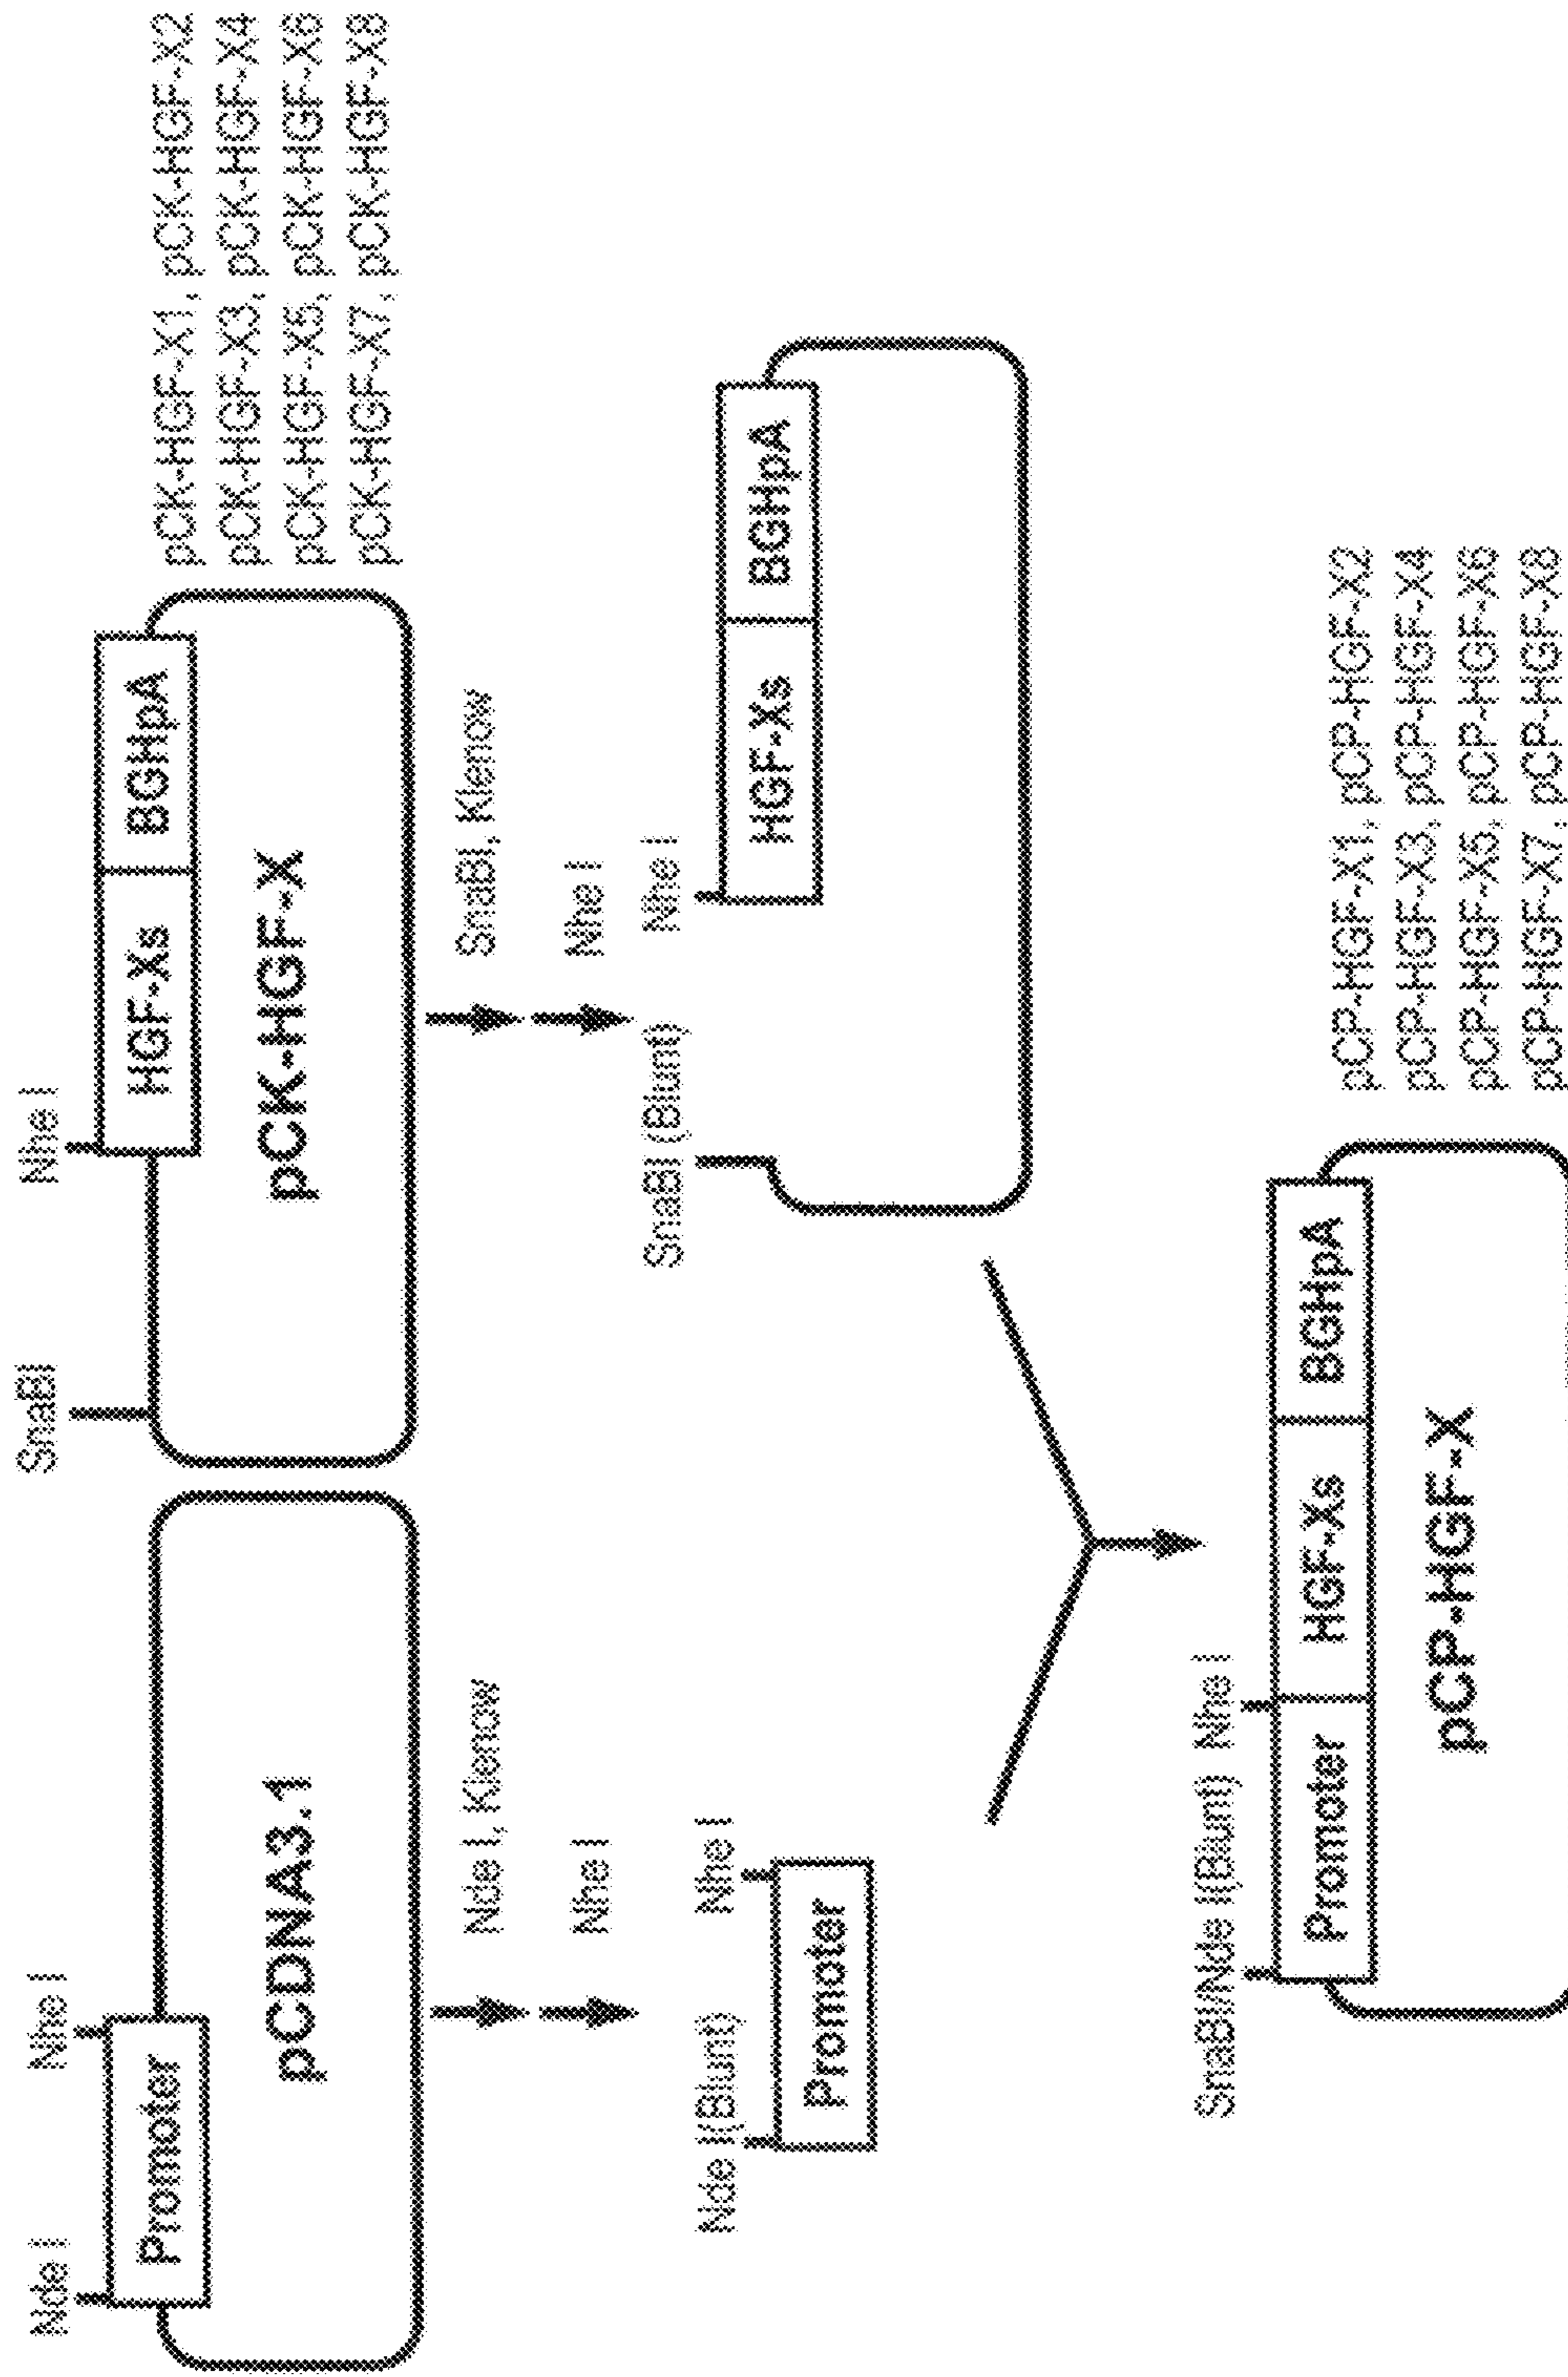 Nde I
Nhe I
Promoter
pCDNA3.1
Nde I, Klenow
Nhe I
Nde I(Blunt)
Nhe I
Promoter
SnaBI
Nhe I
HGF-Xs
BGHpA
pCK-HGF-X
pCK-HGF-X1, pCK-HGF-X2
pCK-HGF-X3, pCK-HGF-X4
pCK-HGF-X5, pCK-HGF-X6
pCK-HGF-X7, pCK-HGF-X8
SnaBI, Klenow
Nhe I
SnaBI (Blunt)
Nhe I
HGF-Xs
BGHpA
SnaBI/Nde I(Blunt)
Nhe I
Promoter
HGF-Xs
BGHpA
pCP-HGF-X
pCP-HGF-X1, pCP-HGF-X2
pCP-HGF-X3, pCP-HGF-X4
pCP-HGF-X5, pCP-HGF-X6
pCP-HGF-X7, pCP-HGF-X8